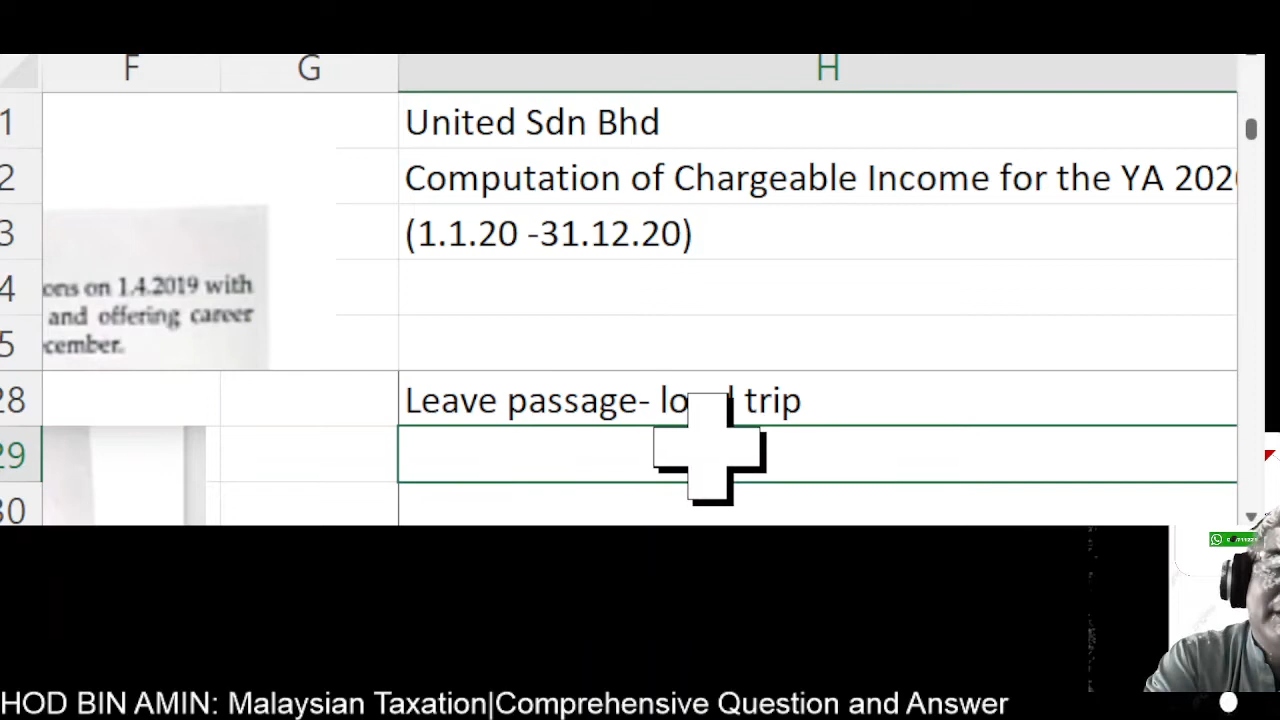 F G H
1 United Sdn Bhd
2 Computation of Chargeable Income for the YA
3 (1.1.20 -31.12.20)
4
ons on 1.4.2019 with
and offering career
5
cember.
28 Leave passage- trip
29
30
HOD BIN AMIN: Malaysian Taxation|Comprehensive Question and Answer